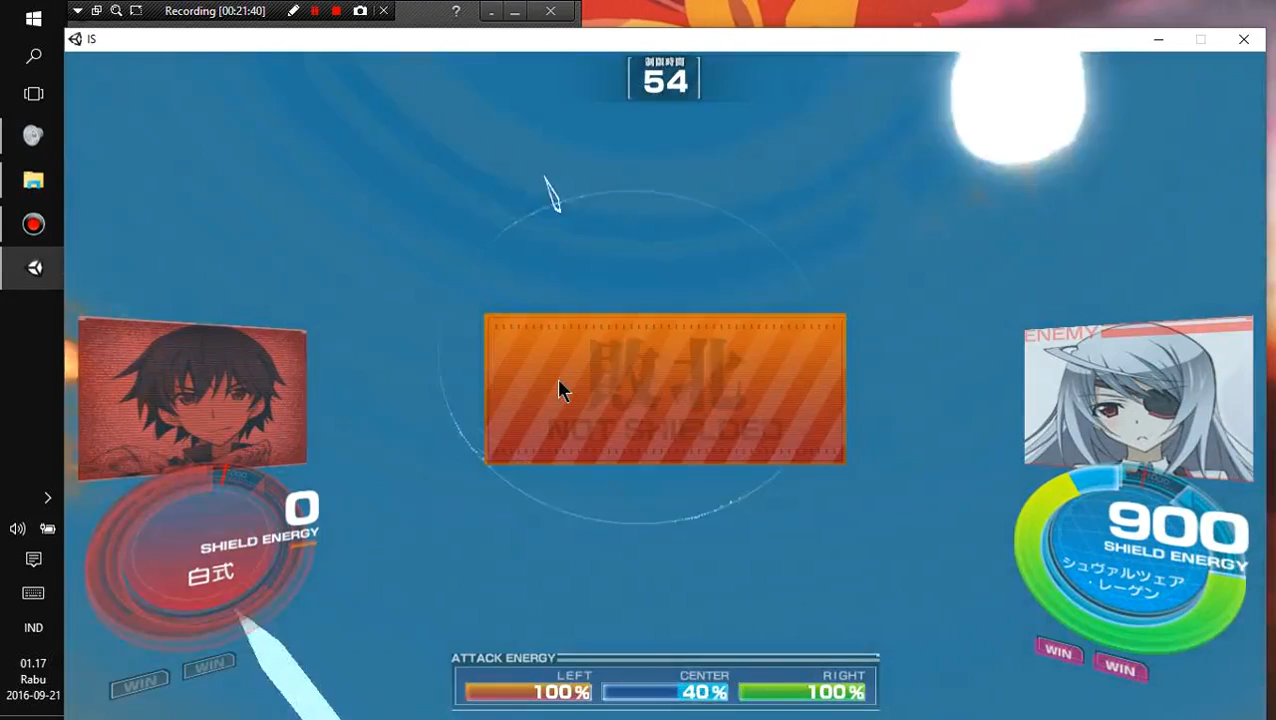 Recording [00:21:40]
?
IS
制限時間
54
敗北
NOT SHIELDED
ENEMY
0
SHIELD ENERGY
白式
WIN
WIN
900
SHIELD ENERGY
シュヴァルツェア
・レーゲン
WIN
WIN
ATTACK ENERGY
LEFT
CENTER
RIGHT
100%
40%
100%
IND
01.17
Rabu
2016-09-21